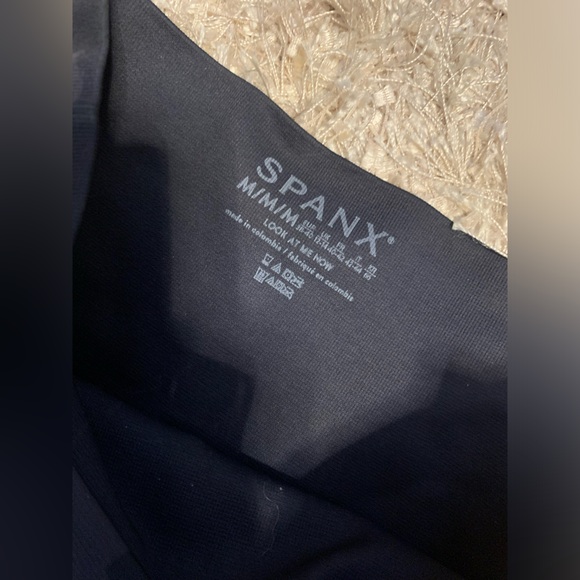 SPANX®
M/M/M
LOOK AT ME NOW
made in colombia / fabriqué en colombie